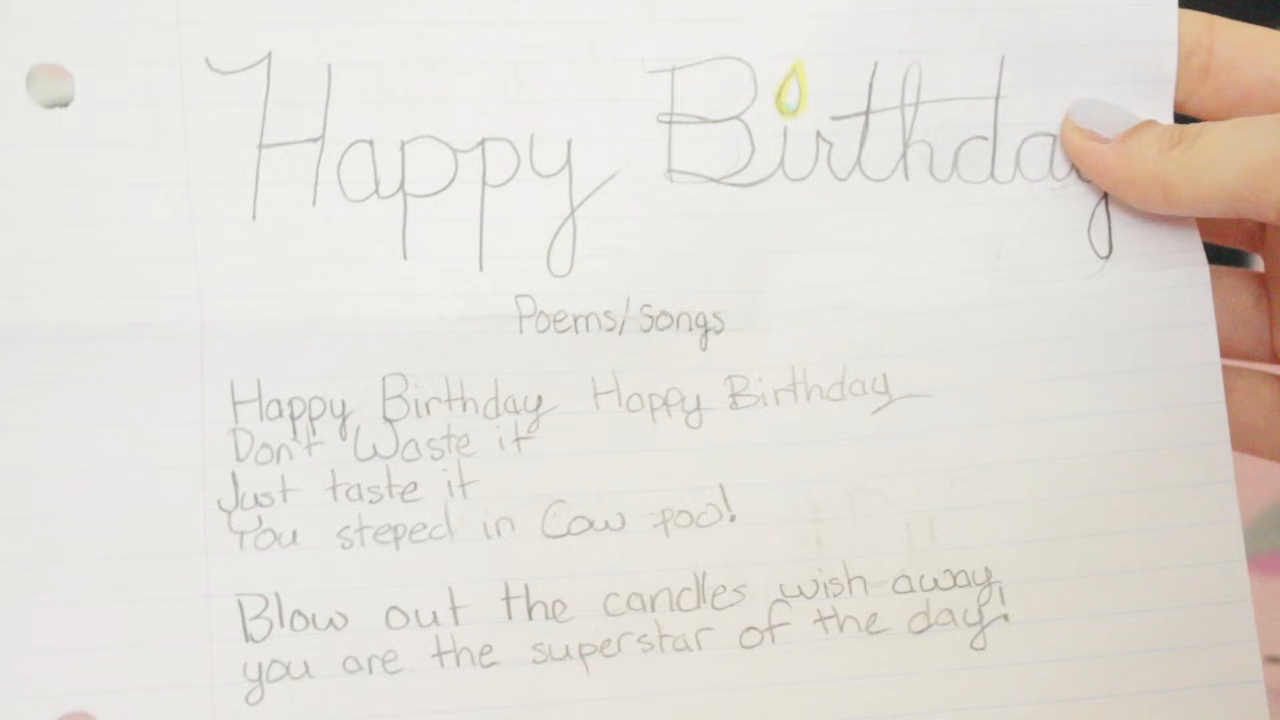 Happy Birthday
Poems/Songs
Happy Birthday Happy Birthday
Don't Waste it
Just taste it
You steped in Cow poo!
Blow out the candles wish away,
you are the superstar of the day!